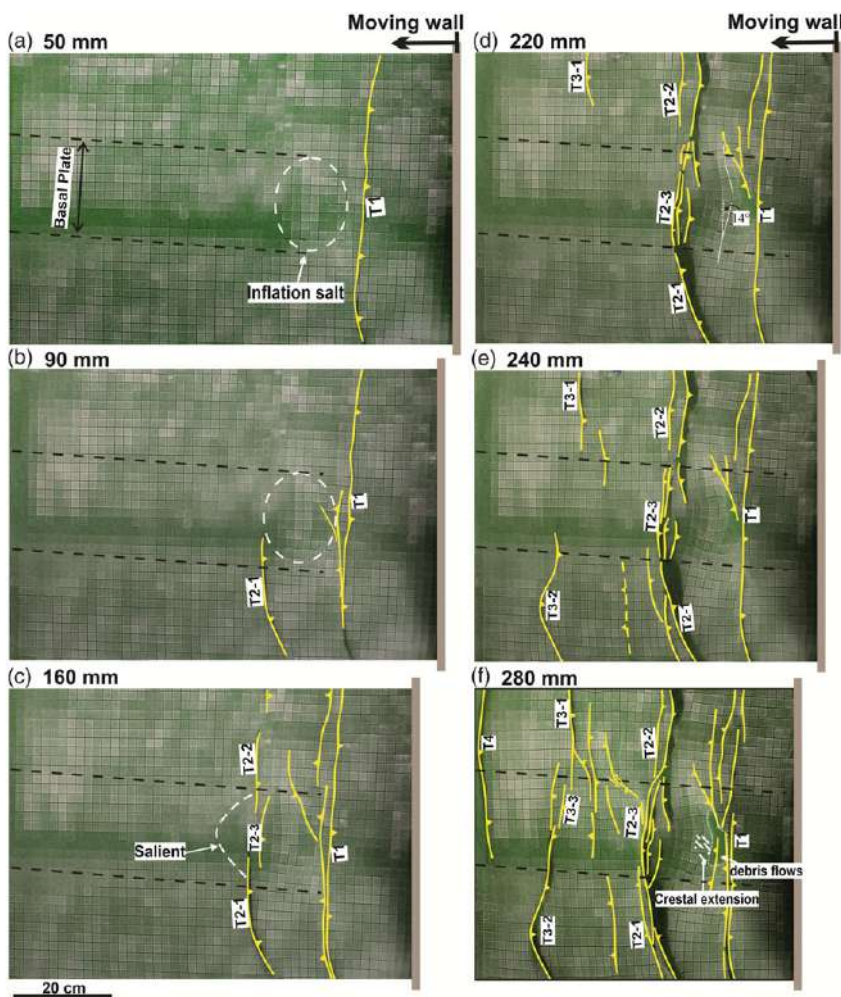 Moving wall
(a) 50 mm
Basal Plate
T1
Inflation salt
(b) 90 mm
T1
T2-1
(c) 160 mm
T2-2
T2-3
Salient
T1
T2-1
20 cm
Moving wall
(d) 220 mm
T3-1
T2-2
T2-3
14°
T1
T2-1
(e) 240 mm
T3-1
T2-2
T2-3
T1
T3-2
T2-1
(f) 280 mm
T4
T3-1
T2-2
T3-3
T2-3
T1
debris flows
Crestal extension
T3-2
T2-1